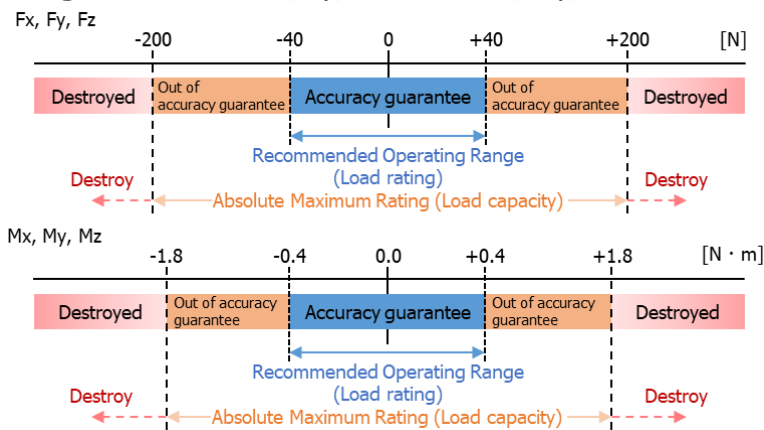 Fx, Fy, Fz
-200 -40 0 +40 +200 [N]
Destroyed
Out of
accuracy guarantee
Accuracy guarantee
Out of
accuracy guarantee
Destroyed
Recommended Operating Range
(Load rating)
Destroy
Absolute Maximum Rating (Load capacity)
Destroy
Mx, My, Mz
-1.8 -0.4 0.0 +0.4 +1.8 [N・m]
Destroyed
Out of accuracy
guarantee
Accuracy guarantee
Out of accuracy
guarantee
Destroyed
Recommended Operating Range
(Load rating)
Destroy
Absolute Maximum Rating (Load capacity)
Destroy